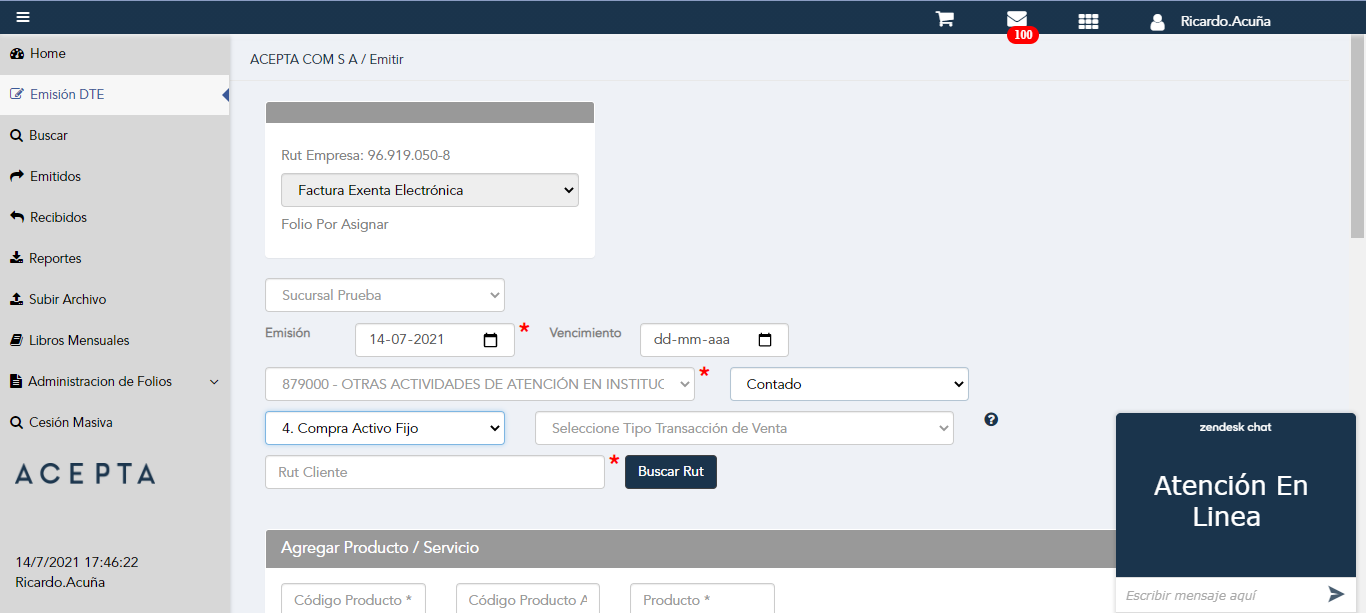 100
Ricardo.Acuña
Home
Emisión DTE
Buscar
Emitidos
Recibidos
Reportes
Subir Archivo
Libros Mensuales
Administracion de Folios
Cesión Masiva
ACEPTA
14/7/2021 17:46:22
Ricardo.Acuña
ACEPTA COM S A / Emitir
Rut Empresa: 96.919.050-8
Factura Exenta Electrónica
Folio Por Asignar
Sucursal Prueba
Emisión 14-07-2021 * Vencimiento dd-mm-aaa
879000 - OTRAS ACTIVIDADES DE ATENCIÓN EN INSTITUC * Contado
4. Compra Activo Fijo Seleccione Tipo Transacción de Venta ?
Rut Cliente * Buscar Rut
Agregar Producto / Servicio
Código Producto * Código Producto A Producto *
zendesk chat
Atención En
Linea
Escribir mensaje aquí